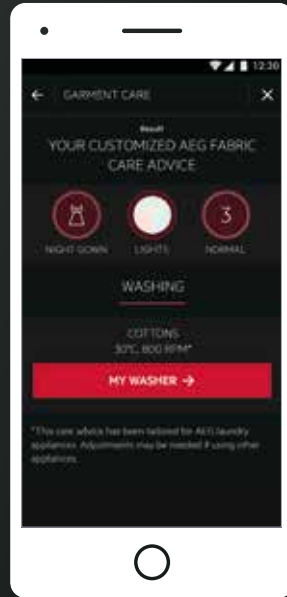 12:30
GARMENT CARE
Result
YOUR CUSTOMIZED AEG FABRIC
CARE ADVICE
3
NIGHT GOWN LIGHTS NORMAL
WASHING
COTTONS
30°C, 800 RPM*
MY WASHER →
*This care advice has been tailored for AEG laundry
appliances. Adjustments may be needed if using other
appliances.